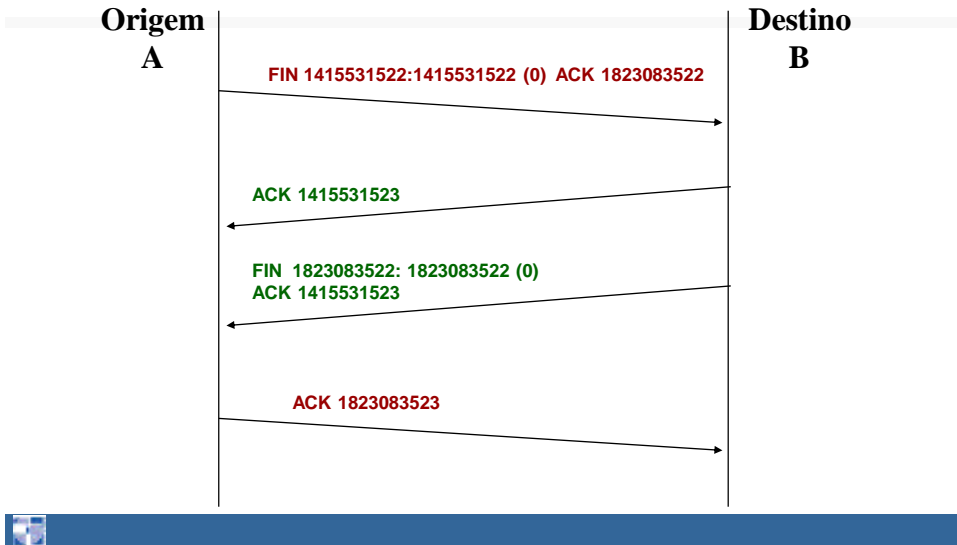 Origem
A
Destino
B
FIN 1415531522:1415531522 (0) ACK 1823083522
ACK 1415531523
FIN 1823083522: 1823083522 (0)
ACK 1415531523
ACK 1823083523